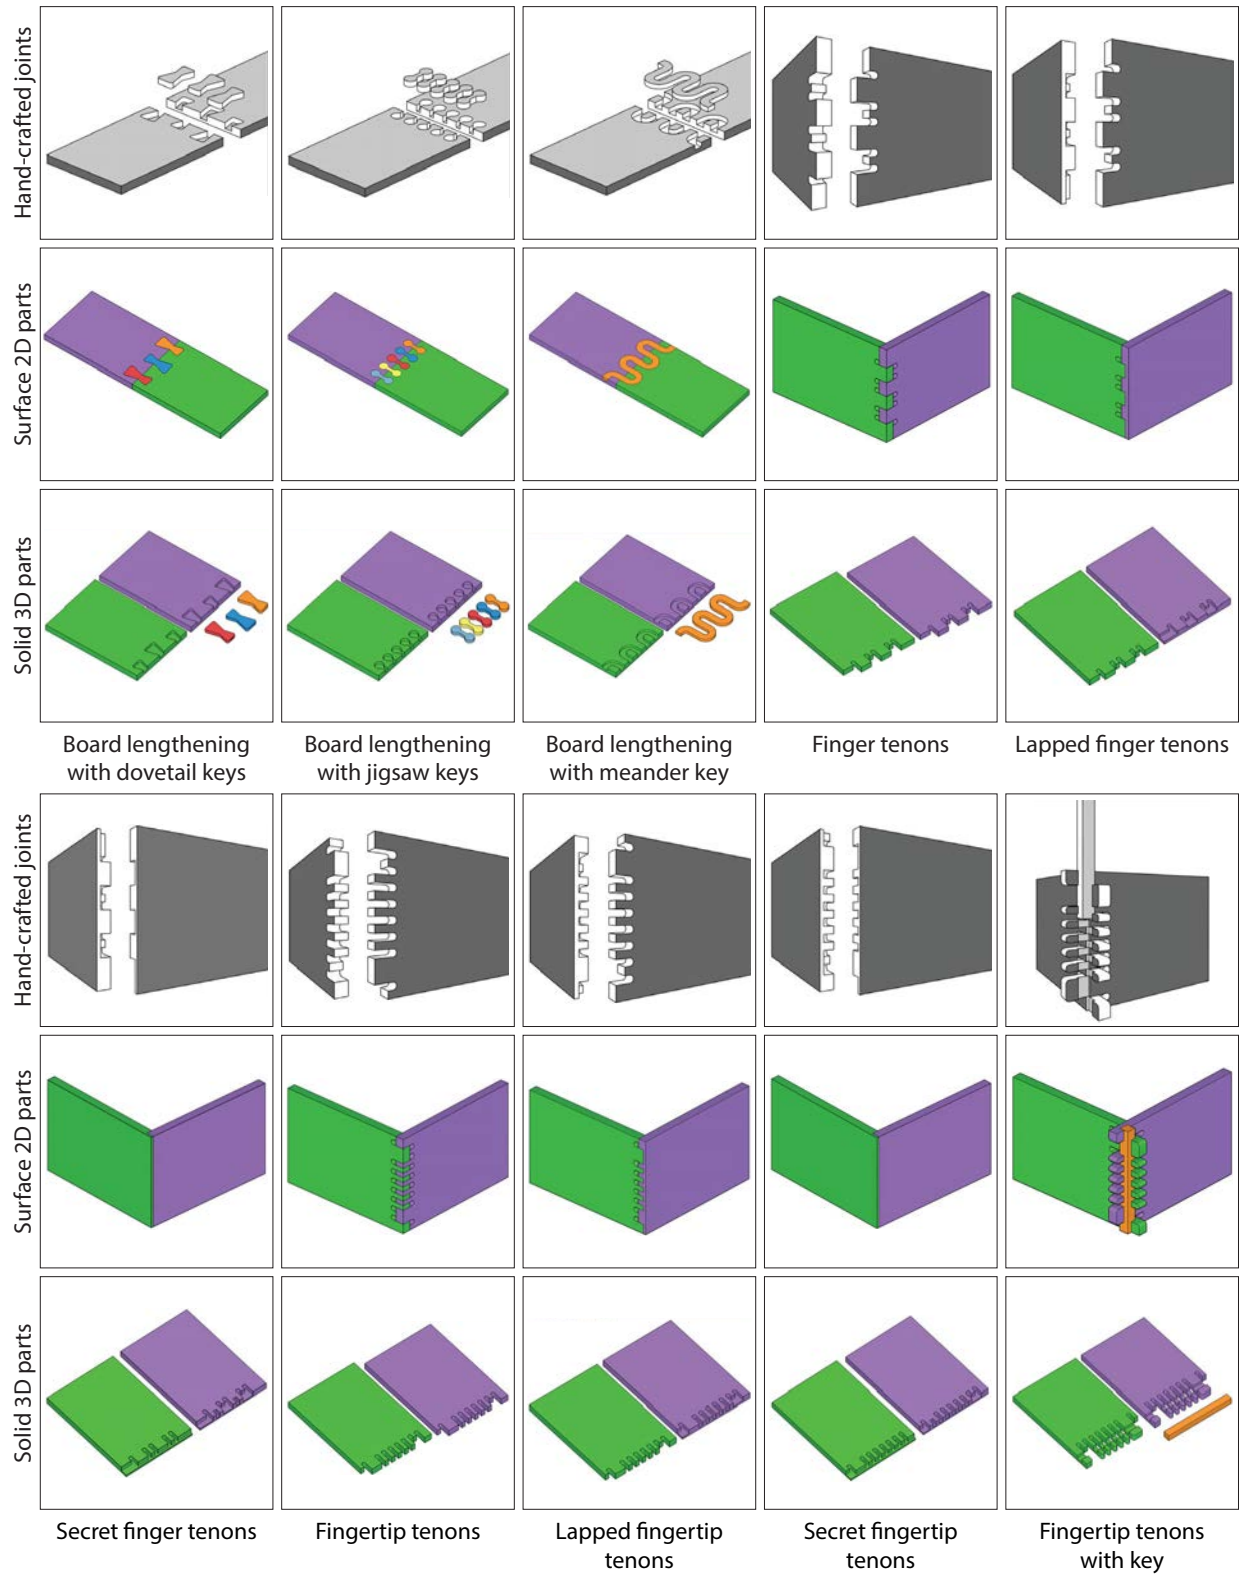 Hand-crafted joints
Surface 2D parts
Solid 3D parts
Board lengthening
with dovetail keys
Board lengthening
with jigsaw keys
Board lengthening
with meander key
Finger tenons
Lapped finger tenons
Hand-crafted joints
Surface 2D parts
Solid 3D parts
Secret finger tenons
Fingertip tenons
Lapped fingertip
tenons
Secret fingertip
tenons
Fingertip tenons
with key